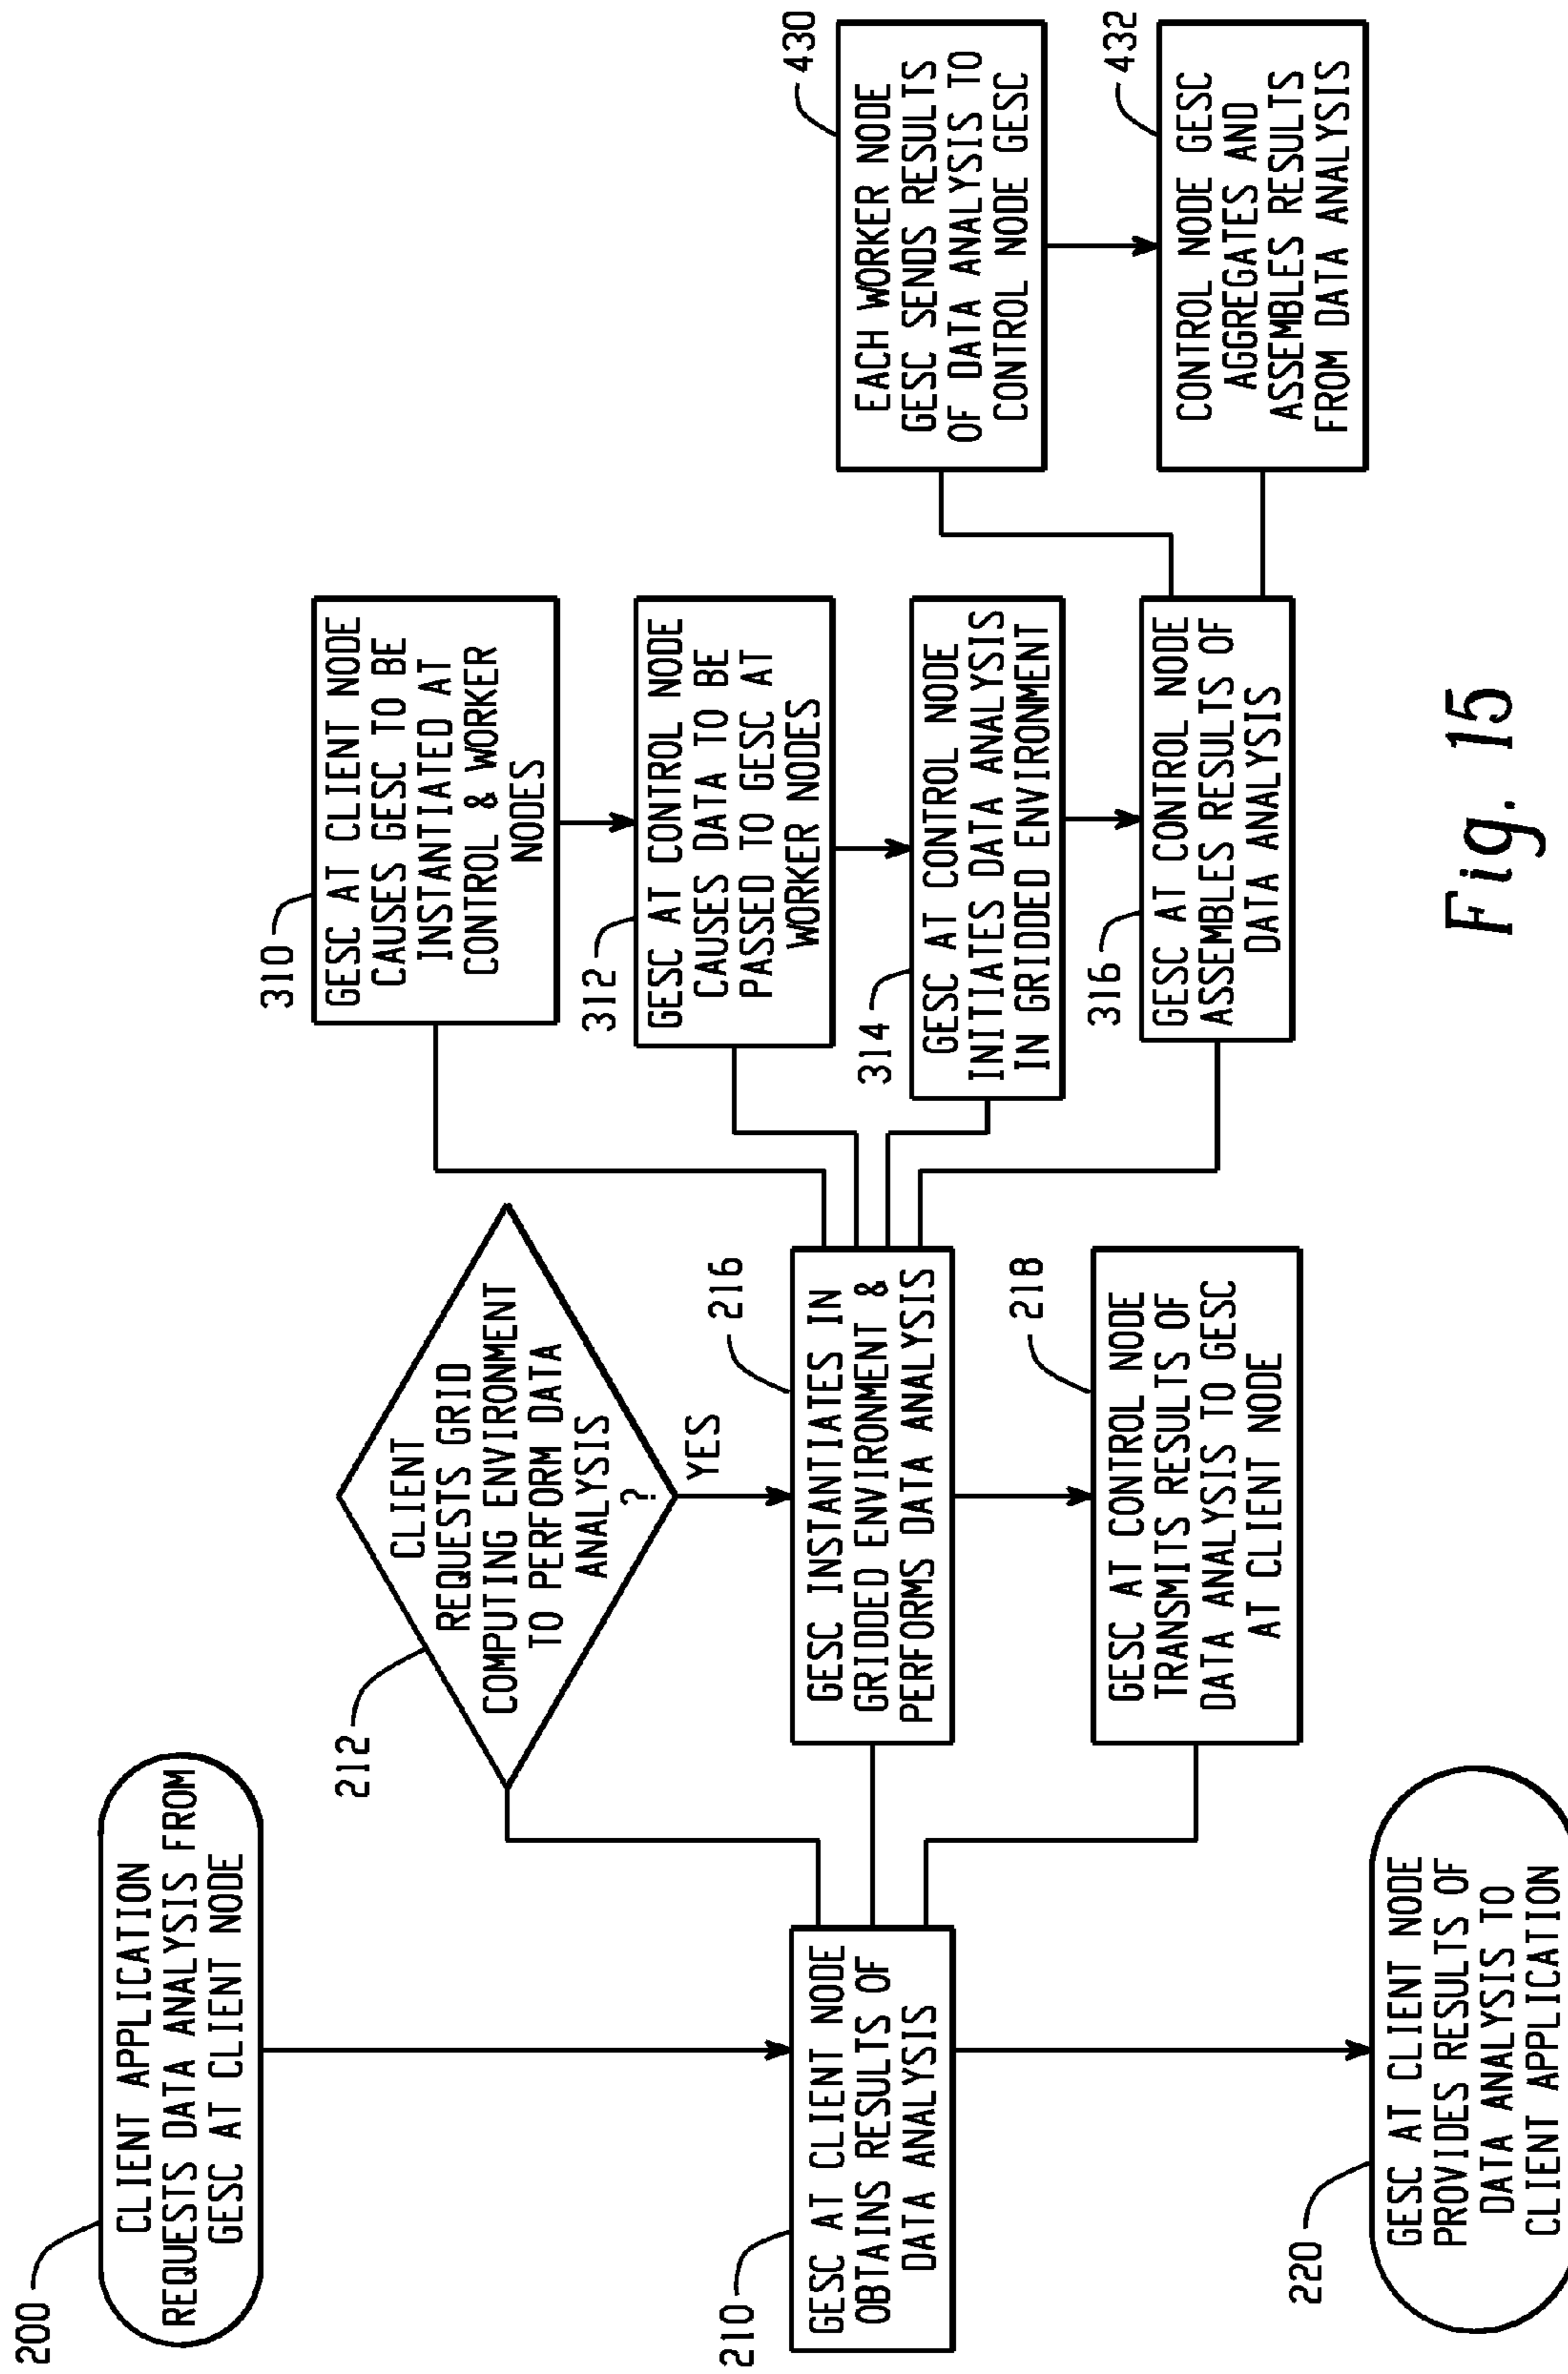 200
CLIENT APPLICATION
REQUESTS DATA ANALYSIS FROM
GESC AT CLIENT NODE
210
GESC AT CLIENT NODE
OBTAINS RESULTS OF
DATA ANALYSIS
220
GESC AT CLIENT NODE
PROVIDES RESULTS OF
DATA ANALYSIS TO
CLIENT APPLICATION
212
CLIENT
REQUESTS GRID
COMPUTING ENVIRONMENT
TO PERFORM DATA
ANALYSIS
?
YES
216
GESC INSTANTIATES IN
GRIDDED ENVIRONMENT &
PERFORMS DATA ANALYSIS
218
GESC AT CONTROL NODE
TRANSMITS RESULTS OF
DATA ANALYSIS TO GESC
AT CLIENT NODE
310
GESC AT CLIENT NODE
CAUSES GESC TO BE
INSTANTIATED AT
CONTROL & WORKER
NODES
312
GESC AT CONTROL NODE
CAUSES DATA TO BE
PASSED TO GESC AT
WORKER NODES
314
GESC AT CONTROL NODE
INITIATES DATA ANALYSIS
IN GRIDDED ENVIRONMENT
316
GESC AT CONTROL NODE
ASSEMBLES RESULTS OF
DATA ANALYSIS
430
EACH WORKER NODE
GESC SENDS RESULTS
OF DATA ANALYSIS TO
CONTROL NODE GESC
432
CONTROL NODE GESC
AGGREGATES AND
ASSEMBLES RESULTS
FROM DATA ANALYSIS
Fig. 15